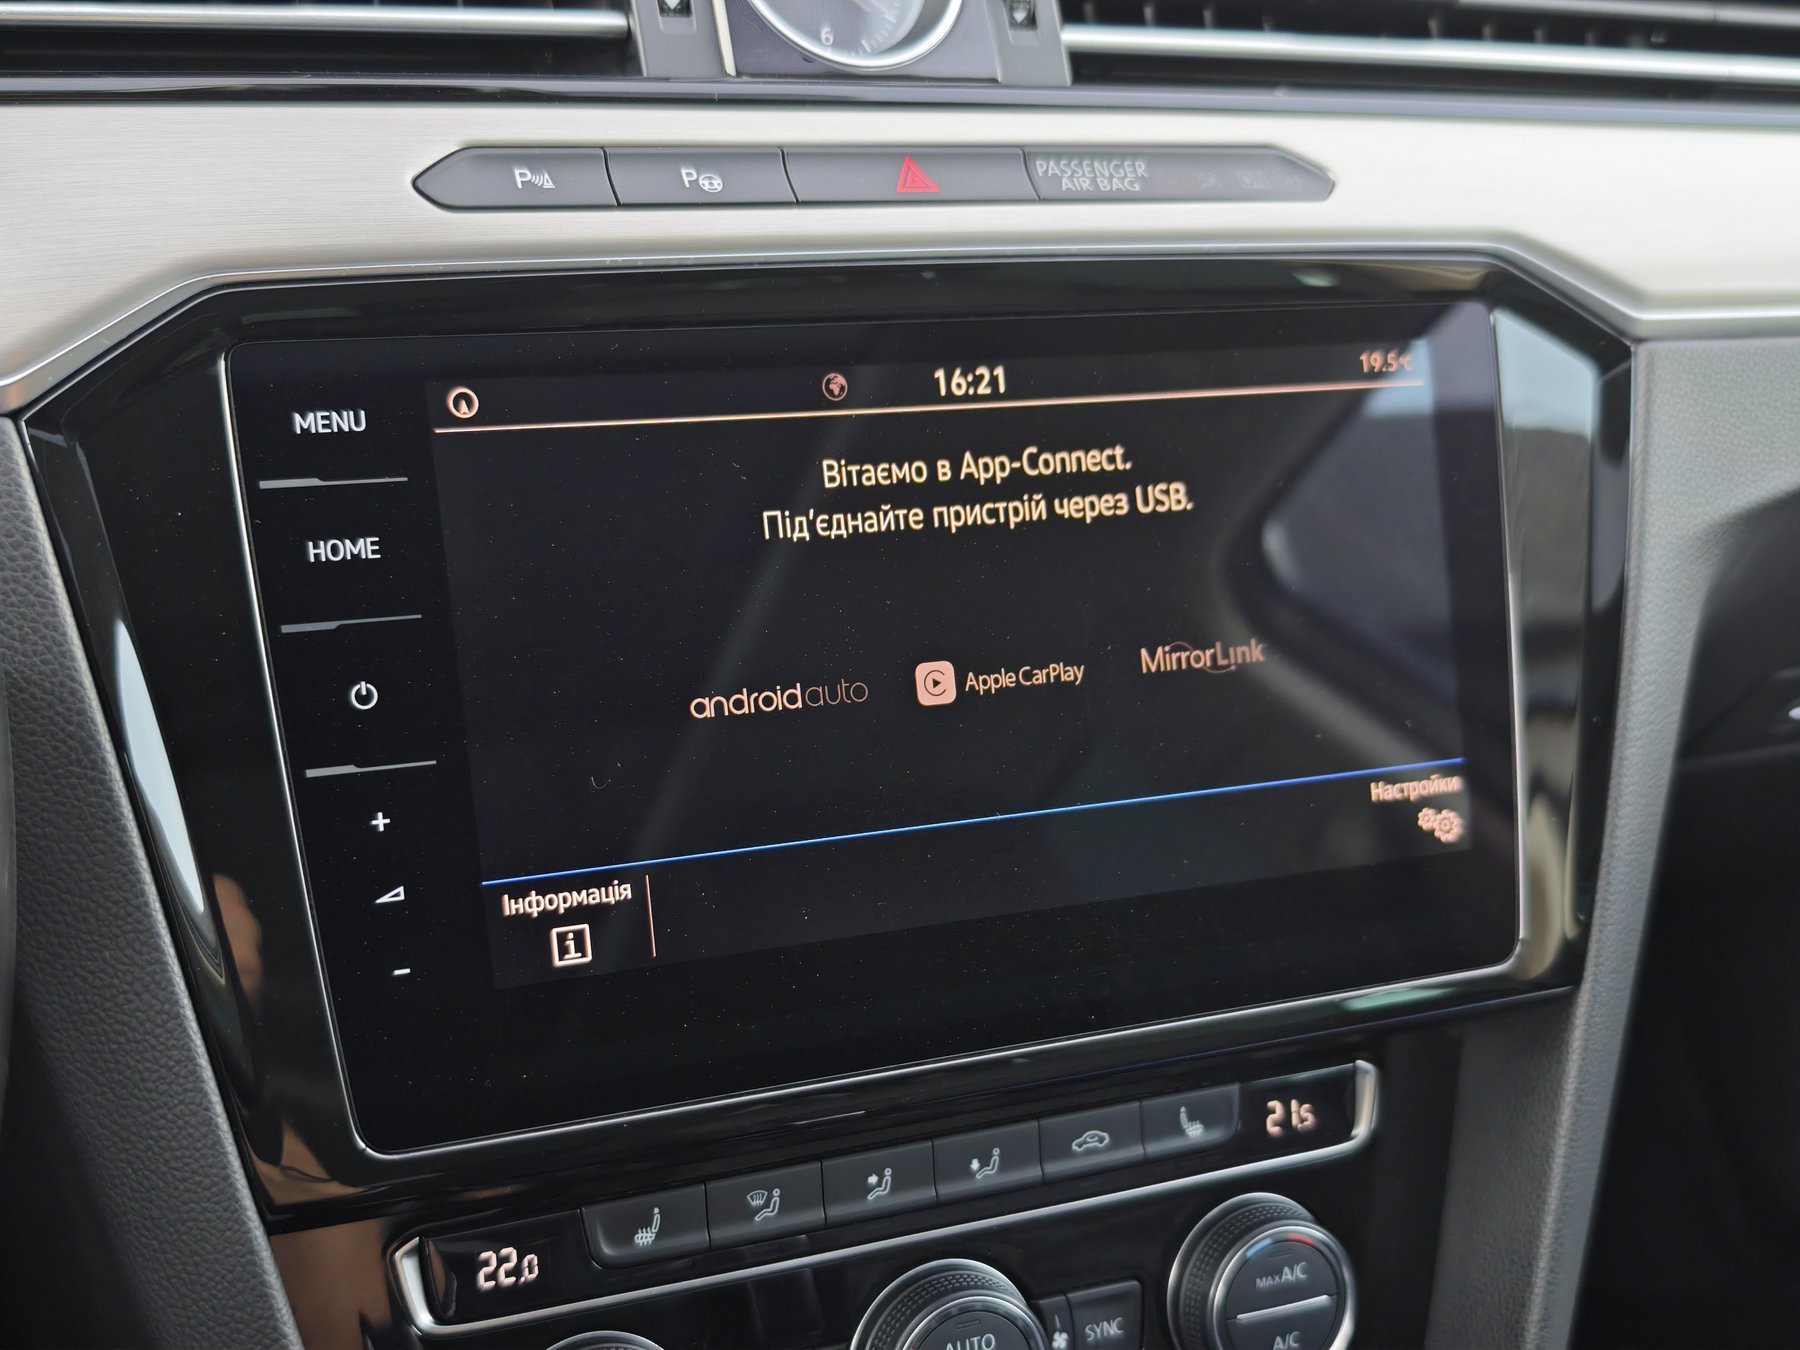 6
P
P
PASSENGER
AIR BAG
16:21
19.5°C
MENU
HOME
Вітаємо в App-Connect.
Під'єднайте пристрій через USB.
android auto
Apple CarPlay
MirrorLink
Настройки
Інформація
i
+
-
22.0
21.5
AUTO
SYNC
MAX A/C
A/C